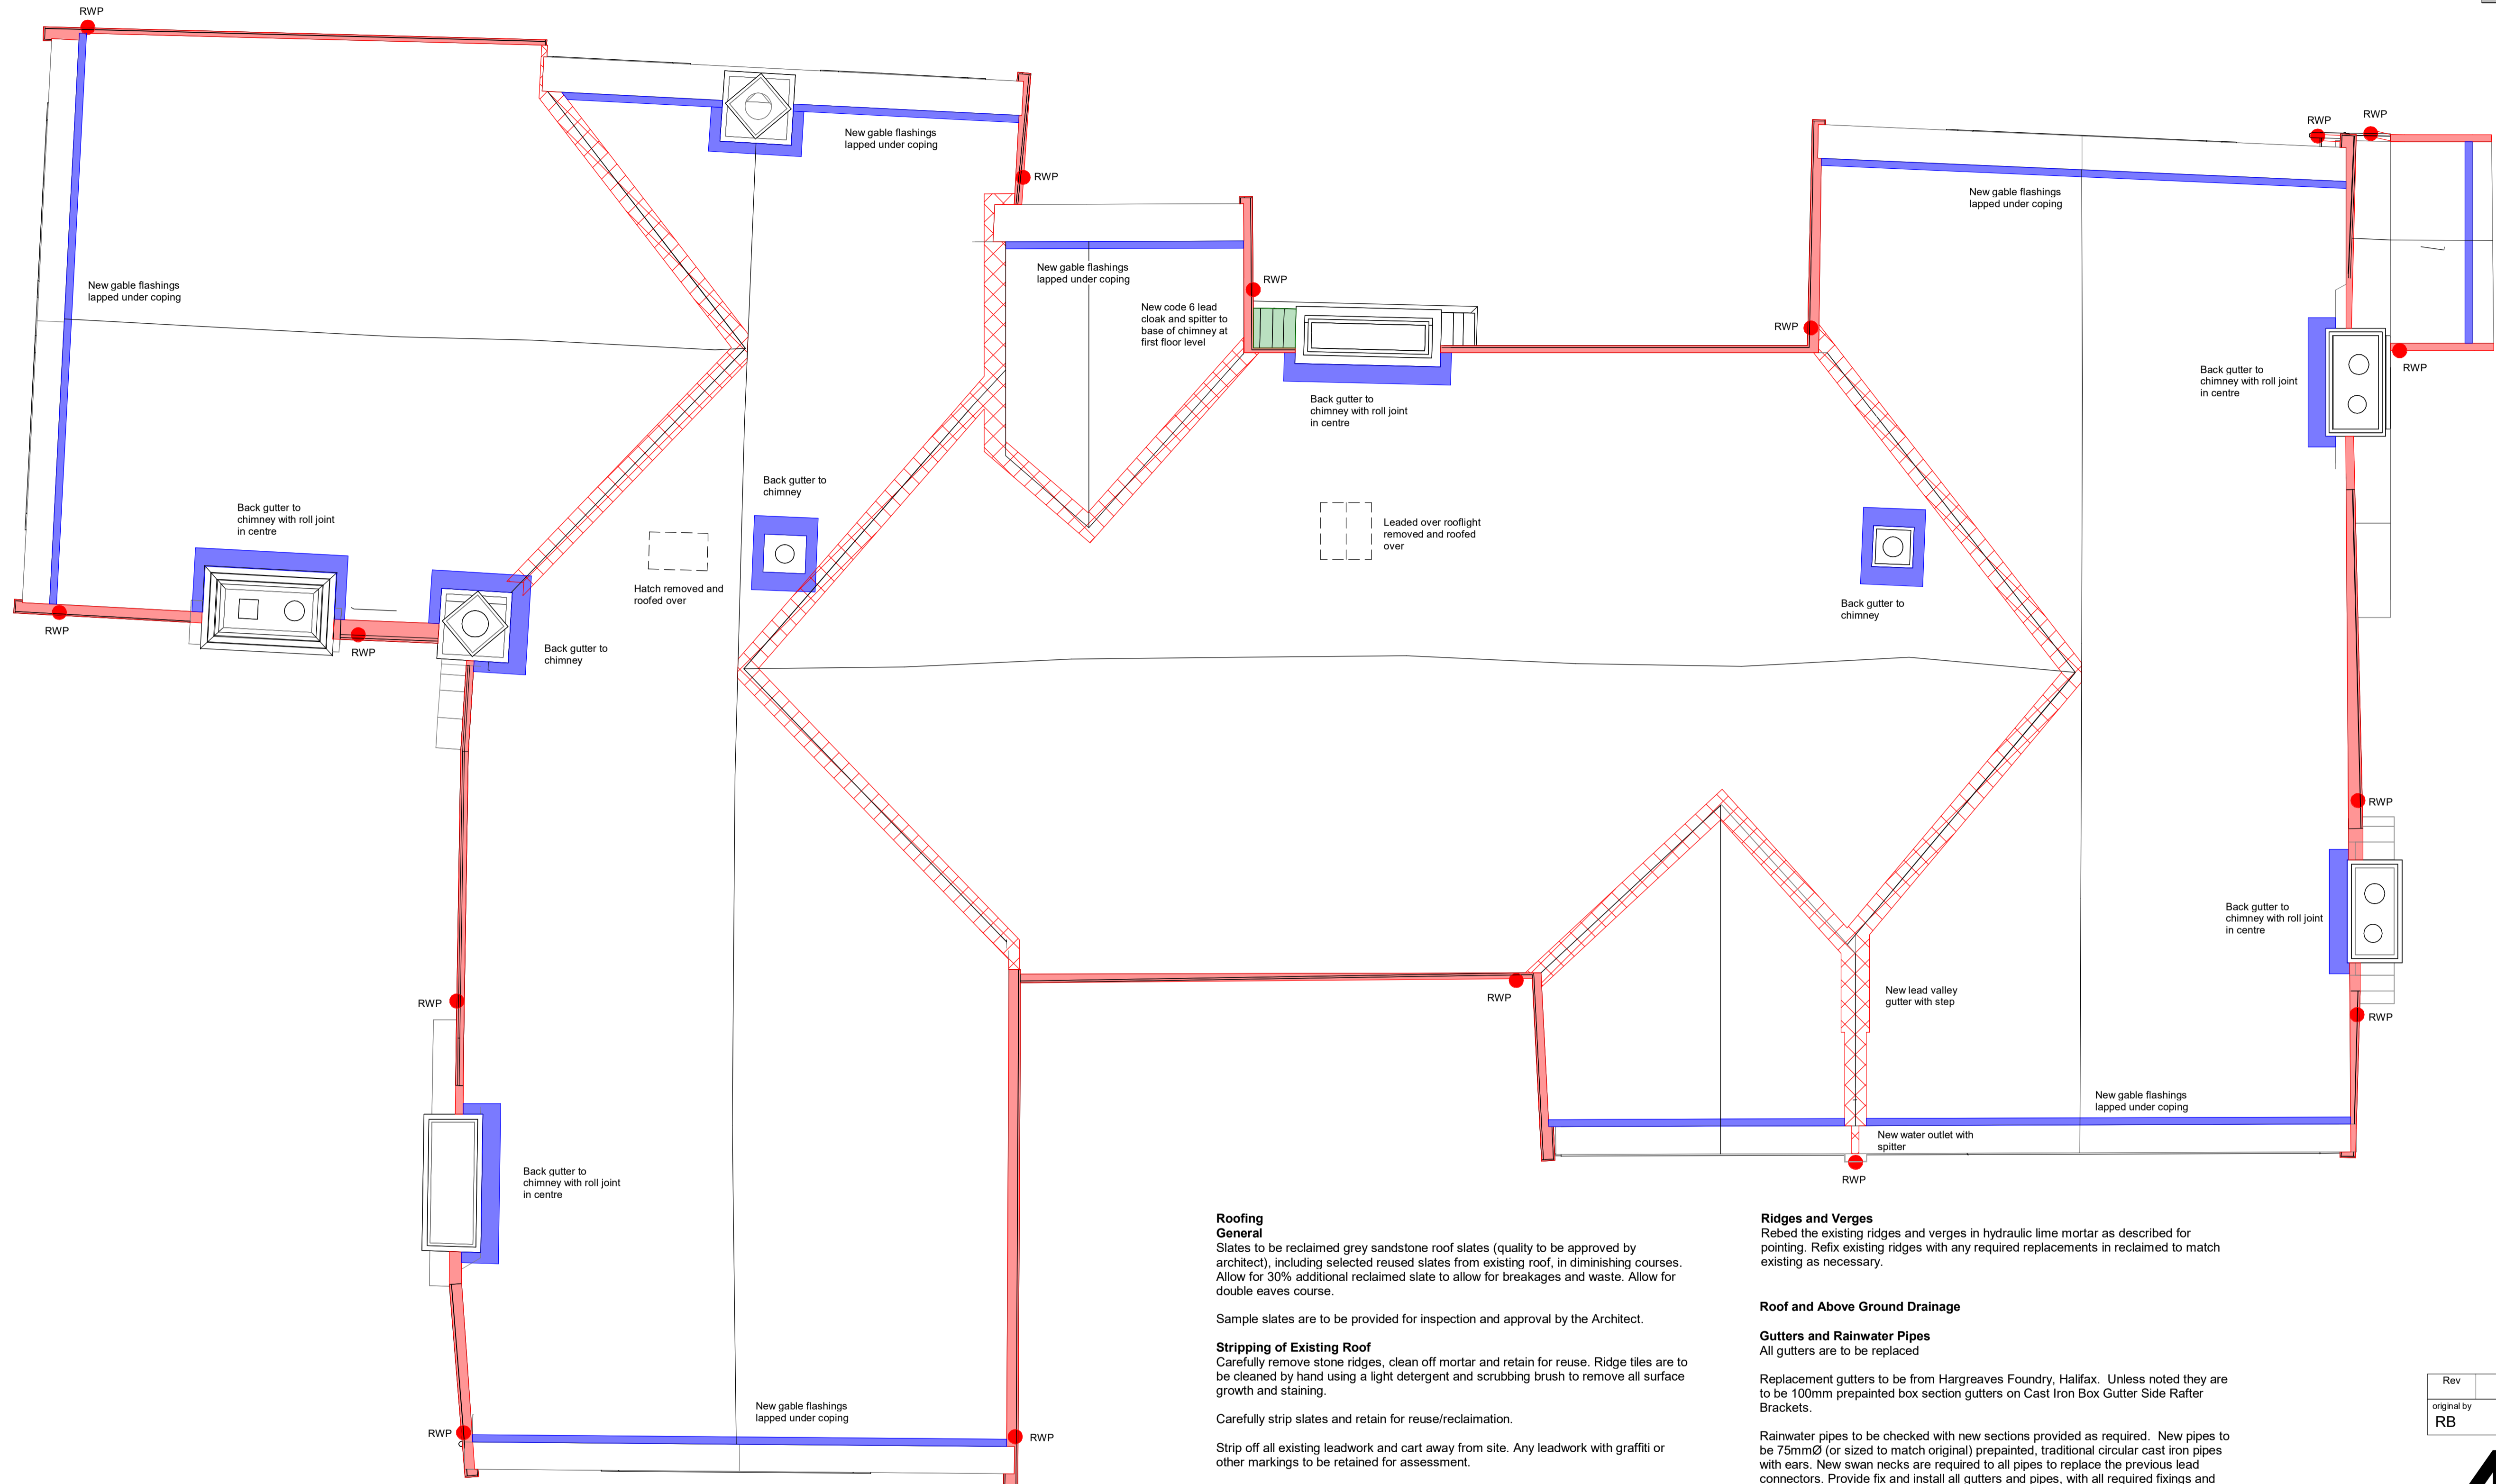 RWP
RWP
RWP
New gable flashings
lapped under coping
RWP
New gable flashings
lapped under coping
New gable flashings
lapped under coping
RWP
New gable flashings
lapped under coping
New code 6 lead
cloak and spitter to
base of chimney at
first floor level
RWP
RWP
Back gutter to
chimney with roll joint
in centre
Back gutter to
chimney with roll joint
in centre
Back gutter to
chimney
Back gutter to
chimney with roll joint
in centre
Leaded over rooflight
removed and roofed
over
Hatch removed and
roofed over
Back gutter to
chimney
RWP
RWP
Back gutter to
chimney
RWP
Back gutter to
chimney with roll joint
in centre
New lead valley
gutter with step
RWP
RWP
RWP
New gable flashings
lapped under coping
New water outlet with
spitter
Back gutter to
chimney with roll joint
in centre
RWP
New gable flashings
lapped under coping
RWP
RWP
Roofing
General
Slates to be reclaimed grey sandstone roof slates (quality to be approved by
architect), including selected reused slates from existing roof, in diminishing courses.
Allow for 30% additional reclaimed slate to allow for breakages and waste. Allow for
double eaves course.
Sample slates are to be provided for inspection and approval by the Architect.
Stripping of Existing Roof
Carefully remove stone ridges, clean off mortar and retain for reuse. Ridge tiles are to
be cleaned by hand using a light detergent and scrubbing brush to remove all surface
growth and staining.
Carefully strip slates and retain for reuse/reclaimation.
Strip off all existing leadwork and cart away from site. Any leadwork with graffiti or
other markings to be retained for assessment.
Ridges and Verges
Rebed the existing ridges and verges in hydraulic lime mortar as described for
pointing. Refix existing ridges with any required replacements in reclaimed to match
existing as necessary.
Roof and Above Ground Drainage
Gutters and Rainwater Pipes
All gutters are to be replaced
Replacement gutters to be from Hargreaves Foundry, Halifax. Unless noted they are
to be 100mm prepainted box section gutters on Cast Iron Box Gutter Side Rafter
Brackets.
Rainwater pipes to be checked with new sections provided as required. New pipes to
be 75mmØ (or sized to match original) prepainted, traditional circular cast iron pipes
with ears. New swan necks are required to all pipes to replace the previous lead
connectors. Provide fix and install all gutters and pipes, with all required fixings and
Rev
original by
RB